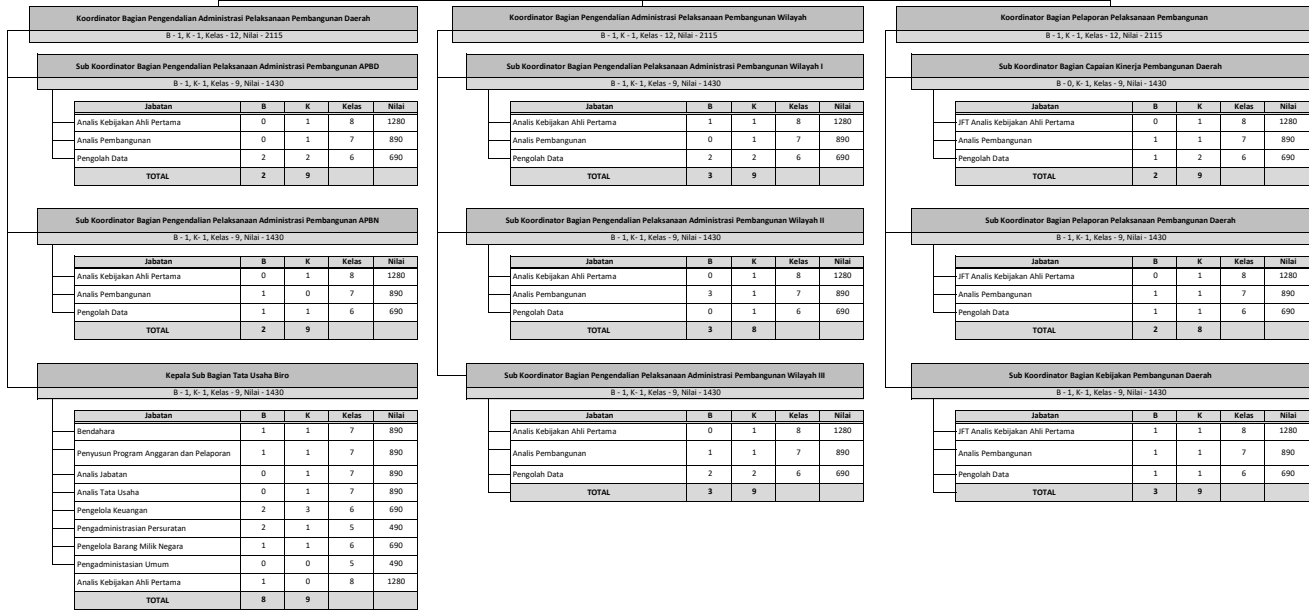 Koordinator Bagian Pengendalian Administrasi Pelaksanaan Pembangunan Daerah
B - 1, K - 1, Kelas - 12, Nilai - 2115
Sub Koordinator Bagian Pengendalian Pelaksanaan Administrasi Pembangunan APBD
B - 1, K- 1, Kelas - 9, Nilai - 1430
Jabatan B K Kelas Nilai
Analis Kebijakan Ahli Pertama 0 1 8 1280
Analis Pembangunan 0 1 7 890
Pengolah Data 2 2 6 690
TOTAL 2 9
Sub Koordinator Bagian Pengendalian Pelaksanaan Administrasi Pembangunan APBN
B - 1, K- 1, Kelas - 9, Nilai - 1430
Jabatan B K Kelas Nilai
Analis Kebijakan Ahli Pertama 0 1 8 1280
Analis Pembangunan 1 0 7 890
Pengolah Data 1 1 6 690
TOTAL 2 9
Kepala Sub Bagian Tata Usaha Biro
B - 1, K- 1, Kelas - 9, Nilai - 1430
Jabatan B K Kelas Nilai
Bendahara 1 1 7 890
Penyusun Program Anggaran dan Pelaporan 1 1 7 890
Analis Jabatan 0 1 7 890
Analis Tata Usaha 0 1 7 890
Pengelola Keuangan 2 3 6 690
Pengadministrasian Persuratan 2 1 5 490
Pengelola Barang Milik Negara 1 1 6 690
Pengadministasian Umum 0 0 5 490
Analis Kebijakan Ahli Pertama 1 0 8 1280
TOTAL 8 9
Koordinator Bagian Pengendalian Administrasi Pelaksanaan Pembangunan Wilayah
B - 1, K - 1, Kelas - 12, Nilai - 2115
Sub Koordinator Bagian Pengendalian Pelaksanaan Administrasi Pembangunan Wilayah I
B - 1, K- 1, Kelas - 9, Nilai - 1430
Jabatan B K Kelas Nilai
Analis Kebijakan Ahli Pertama 1 1 8 1280
Analis Pembangunan 0 1 7 890
Pengolah Data 2 2 6 690
TOTAL 3 9
Sub Koordinator Bagian Pengendalian Pelaksanaan Administrasi Pembangunan Wilayah II
B - 1, K- 1, Kelas - 9, Nilai - 1430
Jabatan B K Kelas Nilai
Analis Kebijakan Ahli Pertama 0 1 8 1280
Analis Pembangunan 3 1 7 890
Pengolah Data 0 1 6 690
TOTAL 3 8
Sub Koordinator Bagian Pengendalian Pelaksanaan Administrasi Pembangunan Wilayah III
B - 1, K- 1, Kelas - 9, Nilai - 1430
Jabatan B K Kelas Nilai
Analis Kebijakan Ahli Pertama 0 1 8 1280
Analis Pembangunan 1 1 7 890
Pengolah Data 2 2 6 690
TOTAL 3 9
Koordinator Bagian Pelaporan Pelaksanaan Pembangunan
B - 1, K - 1, Kelas - 12, Nilai - 2115
Sub Koordinator Bagian Capaian Kinerja Pembangunan Daerah
B - 0, K- 1, Kelas - 9, Nilai - 1430
Jabatan B K Kelas Nilai
JFT Analis Kebijakan Ahli Pertama 0 1 8 1280
Analis Pembangunan 1 1 7 890
Pengolah Data 1 2 6 690
TOTAL 2 9
Sub Koordinator Bagian Pelaporan Pelaksanaan Pembangunan Daerah
B - 1, K- 1, Kelas - 9, Nilai - 1430
Jabatan B K Kelas Nilai
JFT Analis Kebijakan Ahli Pertama 0 1 8 1280
Analis Pembangunan 1 1 7 890
Pengolah Data 1 1 6 690
TOTAL 2 8
Sub Koordinator Bagian Kebijakan Pembangunan Daerah
B - 1, K- 1, Kelas - 9, Nilai - 1430
Jabatan B K Kelas Nilai
JFT Analis Kebijakan Ahli Pertama 1 1 8 1280
Analis Pembangunan 1 1 7 890
Pengolah Data 1 1 6 690
TOTAL 3 9